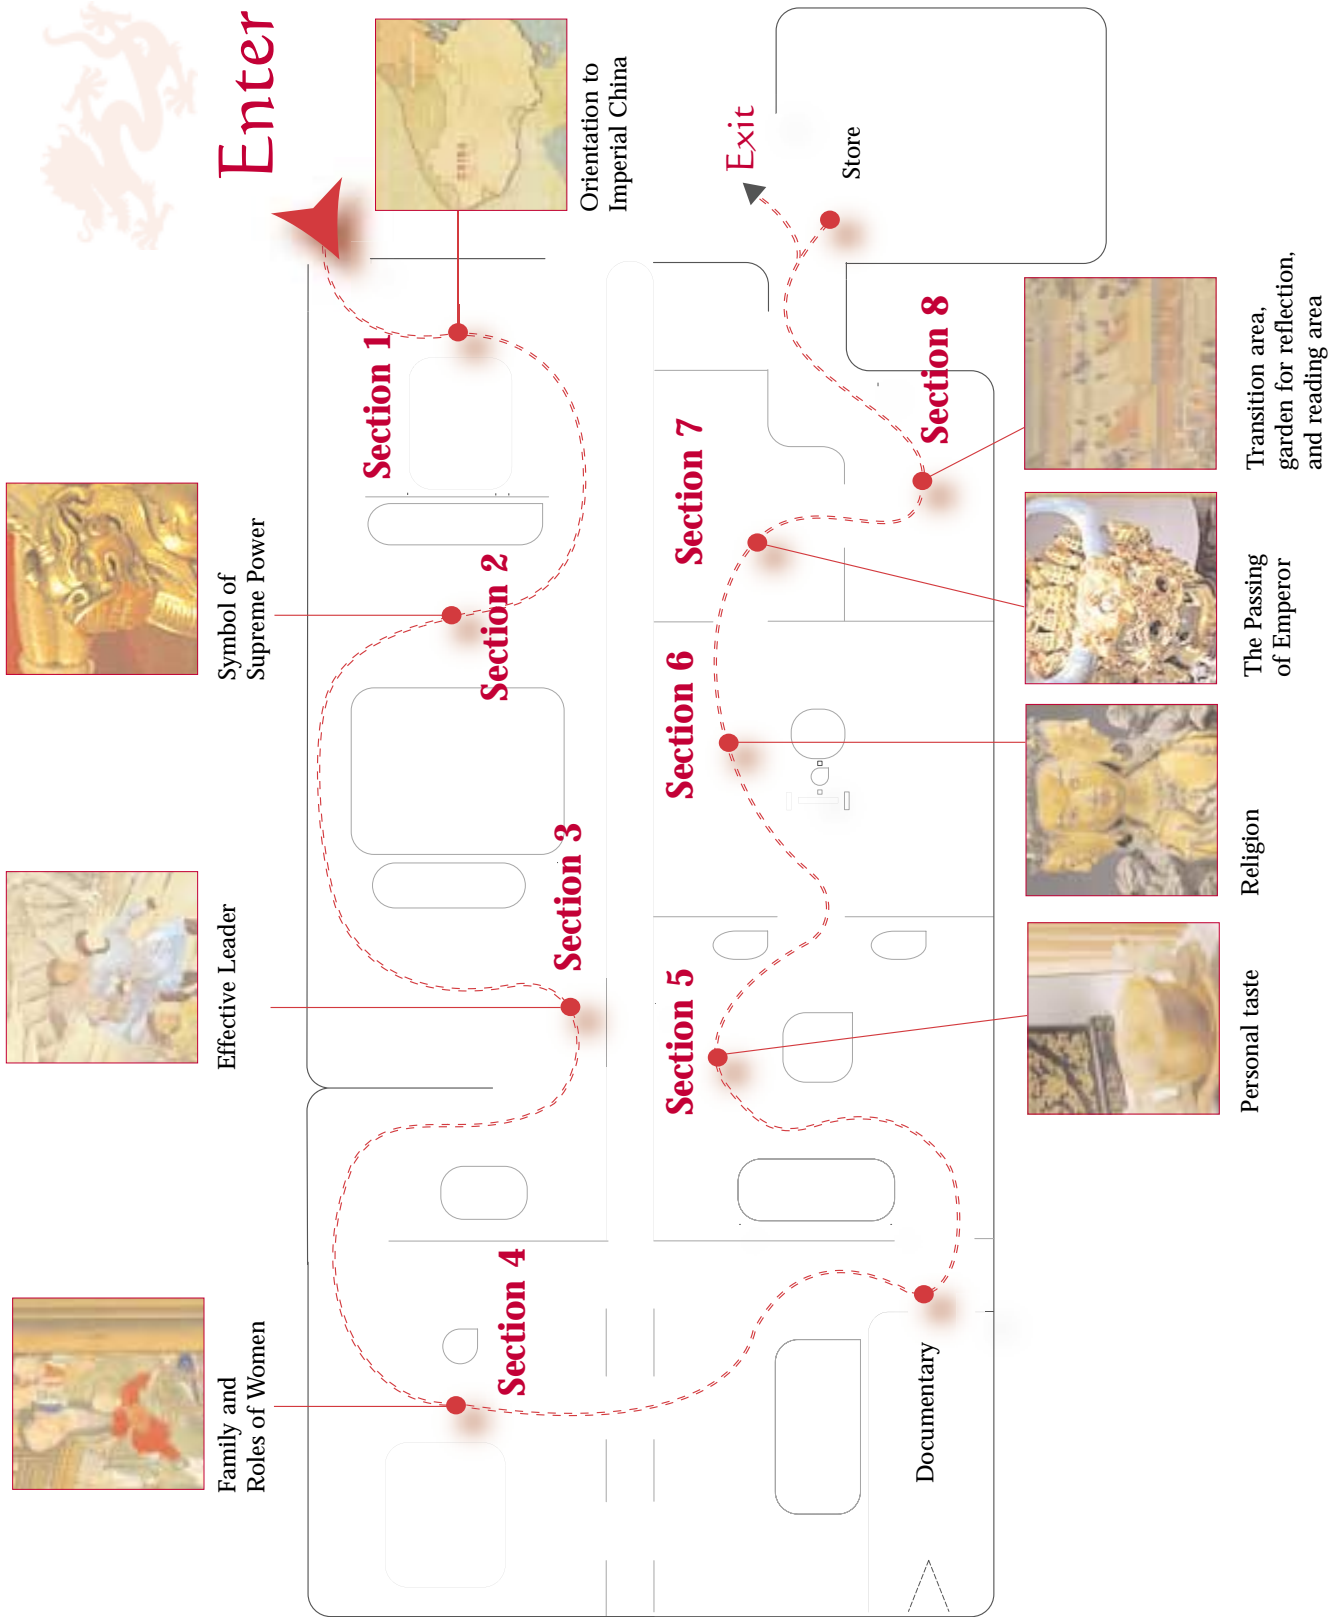 Enter
Orientation to
Imperial China
Section 1
Symbol of
Supreme Power
Section 2
Effective Leader
Section 3
Family and
Roles of Women
Section 4
Documentary
Section 5
Personal taste
Section 6
Religion
Section 7
The Passing
of Emperor
Section 8
Transition area,
garden for reflection,
and reading area
Store
Exit